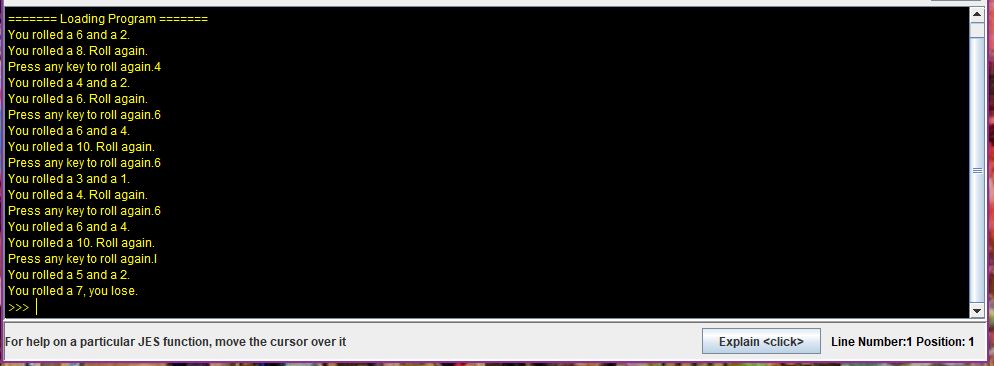 ======= Loading Program =======
You rolled a 6 and a 2.
You rolled a 8. Roll again.
Press any key to roll again.4
You rolled a 4 and a 2.
You rolled a 6. Roll again.
Press any key to roll again.6
You rolled a 6 and a 4.
You rolled a 10. Roll again.
Press any key to roll again.6
You rolled a 3 and a 1.
You rolled a 4. Roll again.
Press any key to roll again.6
You rolled a 6 and a 4.
You rolled a 10. Roll again.
Press any key to roll again.l
You rolled a 5 and a 2.
You rolled a 7, you lose.
>>>
For help on a particular JES function, move the cursor over it
Explain <click>
Line Number:1 Position: 1